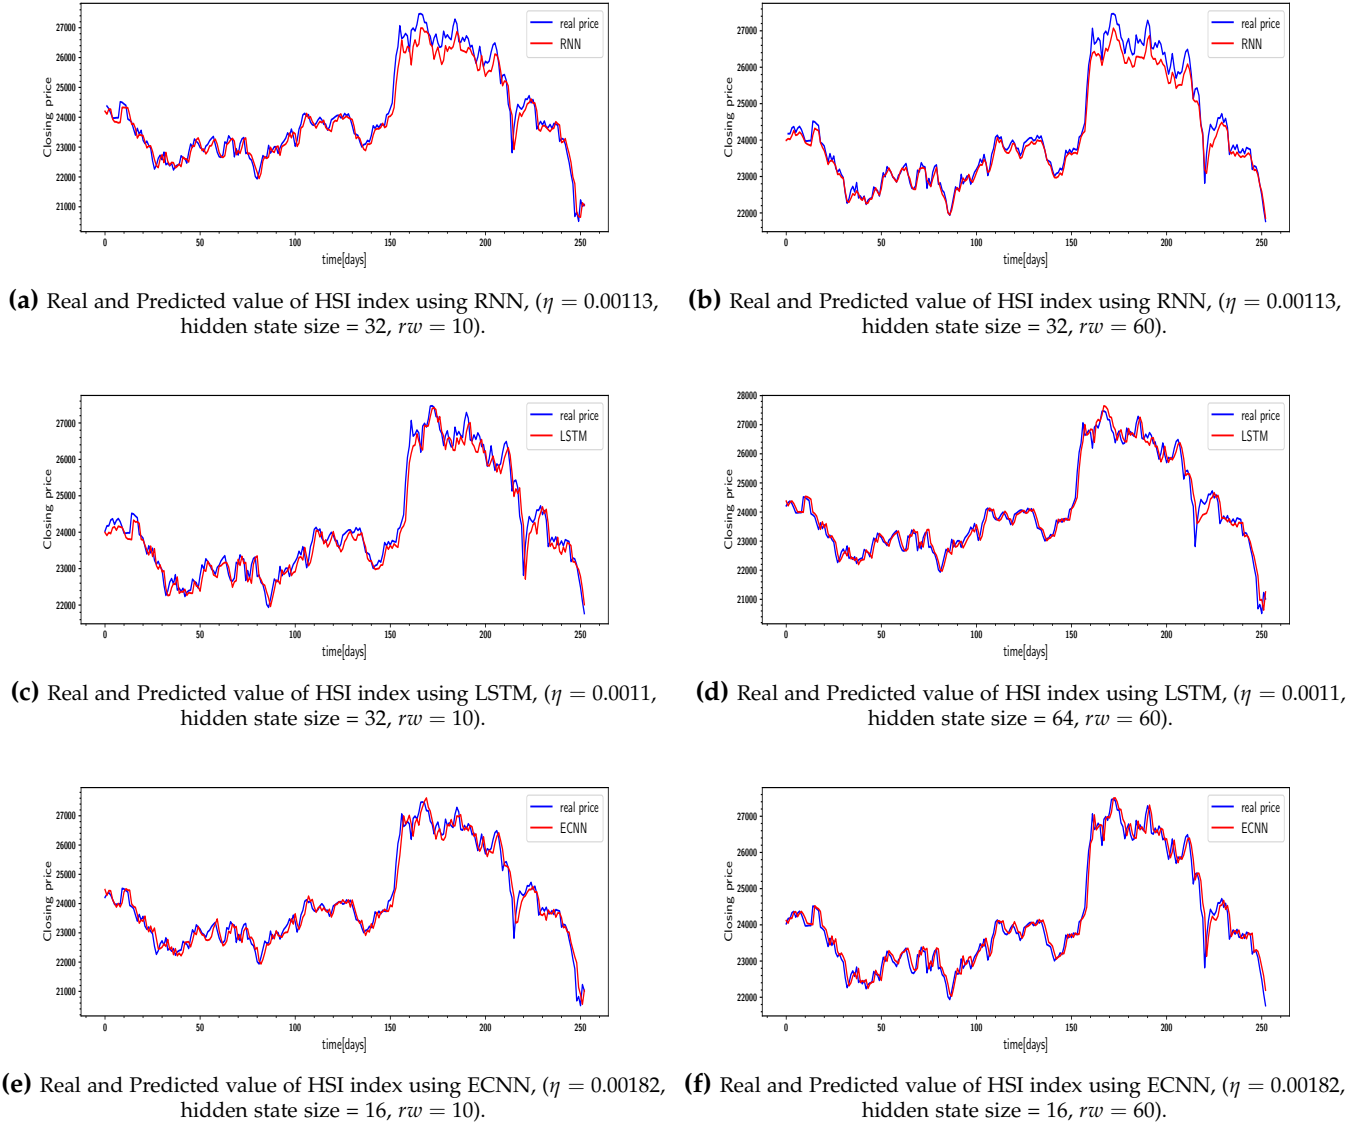 27000
26000
25000
24000
23000
22000
21000
Closing price
real price
RNN
0 50 100 150 200 250
time[days]
27000
26000
25000
24000
23000
22000
Closing price
real price
RNN
0 50 100 150 200 250
time[days]
(a) Real and Predicted value of HSI index using RNN, (η = 0.00113,
hidden state size = 32, rw = 10).
(b) Real and Predicted value of HSI index using RNN, (η = 0.00113,
hidden state size = 32, rw = 60).
27000
26000
25000
24000
23000
22000
Closing price
real price
LSTM
0 50 100 150 200 250
time[days]
28000
27000
26000
25000
24000
23000
22000
21000
Closing price
real price
LSTM
0 50 100 150 200 250
time[days]
(c) Real and Predicted value of HSI index using LSTM, (η = 0.0011,
hidden state size = 32, rw = 10).
(d) Real and Predicted value of HSI index using LSTM, (η = 0.0011,
hidden state size = 64, rw = 60).
27000
26000
25000
24000
23000
22000
21000
Closing price
real price
ECNN
0 50 100 150 200 250
time[days]
27000
26000
25000
24000
23000
22000
Closing price
real price
ECNN
0 50 100 150 200 250
time[days]
(e) Real and Predicted value of HSI index using ECNN, (η = 0.00182,
hidden state size = 16, rw = 10).
(f) Real and Predicted value of HSI index using ECNN, (η = 0.00182,
hidden state size = 16, rw = 60).